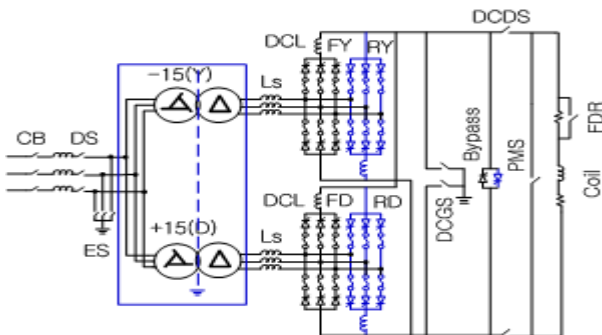 DCDS
DCL FY RY
-15(Y)
Ls
CB DS
Bypass
PMS
FDR
Coil
DCGS
DCL FD RD
+15(D)
Ls
ES